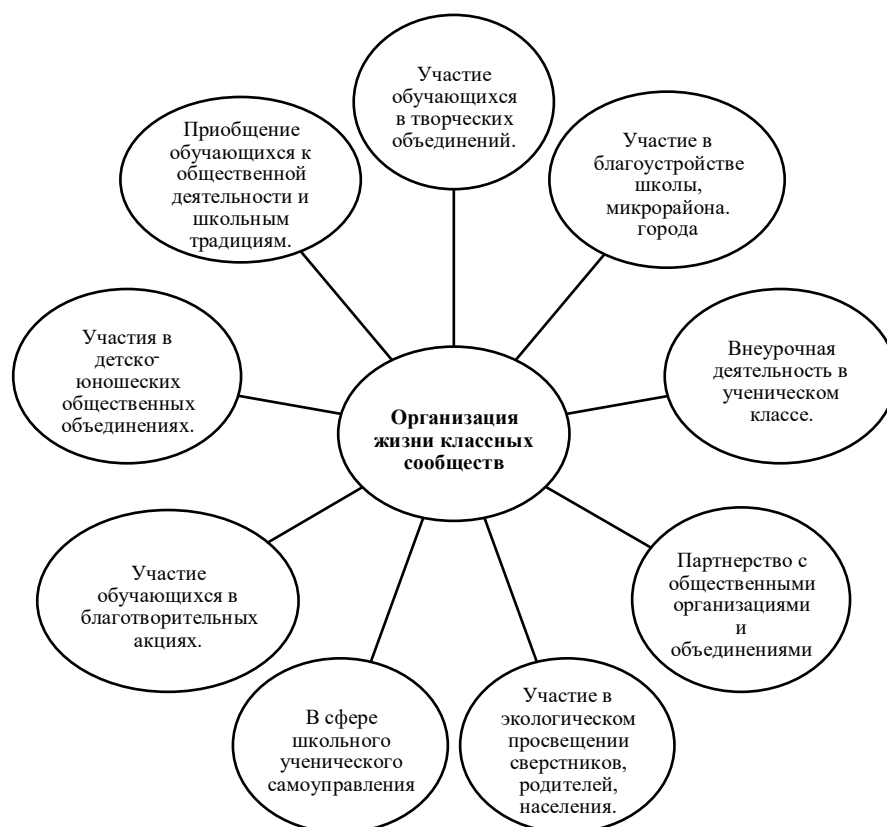 Участие
обучающихся
в творческих
объединений.
Приобщение
обучающихся к
общественной
деятельности и
школьным
традициям.
Участие в
благоустройстве
школы,
микрорайона.
города
Участия в
детско-
юношеских
общественных
объединениях.
Внеурочная
деятельность в
ученическом
классе.
Организация
жизни классных
сообществ
Участие
обучающихся в
благотворительных
акциях.
Партнерство с
общественными
организациями
и
объединениями
В сфере
школьного
ученического
самоуправления
Участие в
экологическом
просвещении
сверстников,
родителей,
населения.